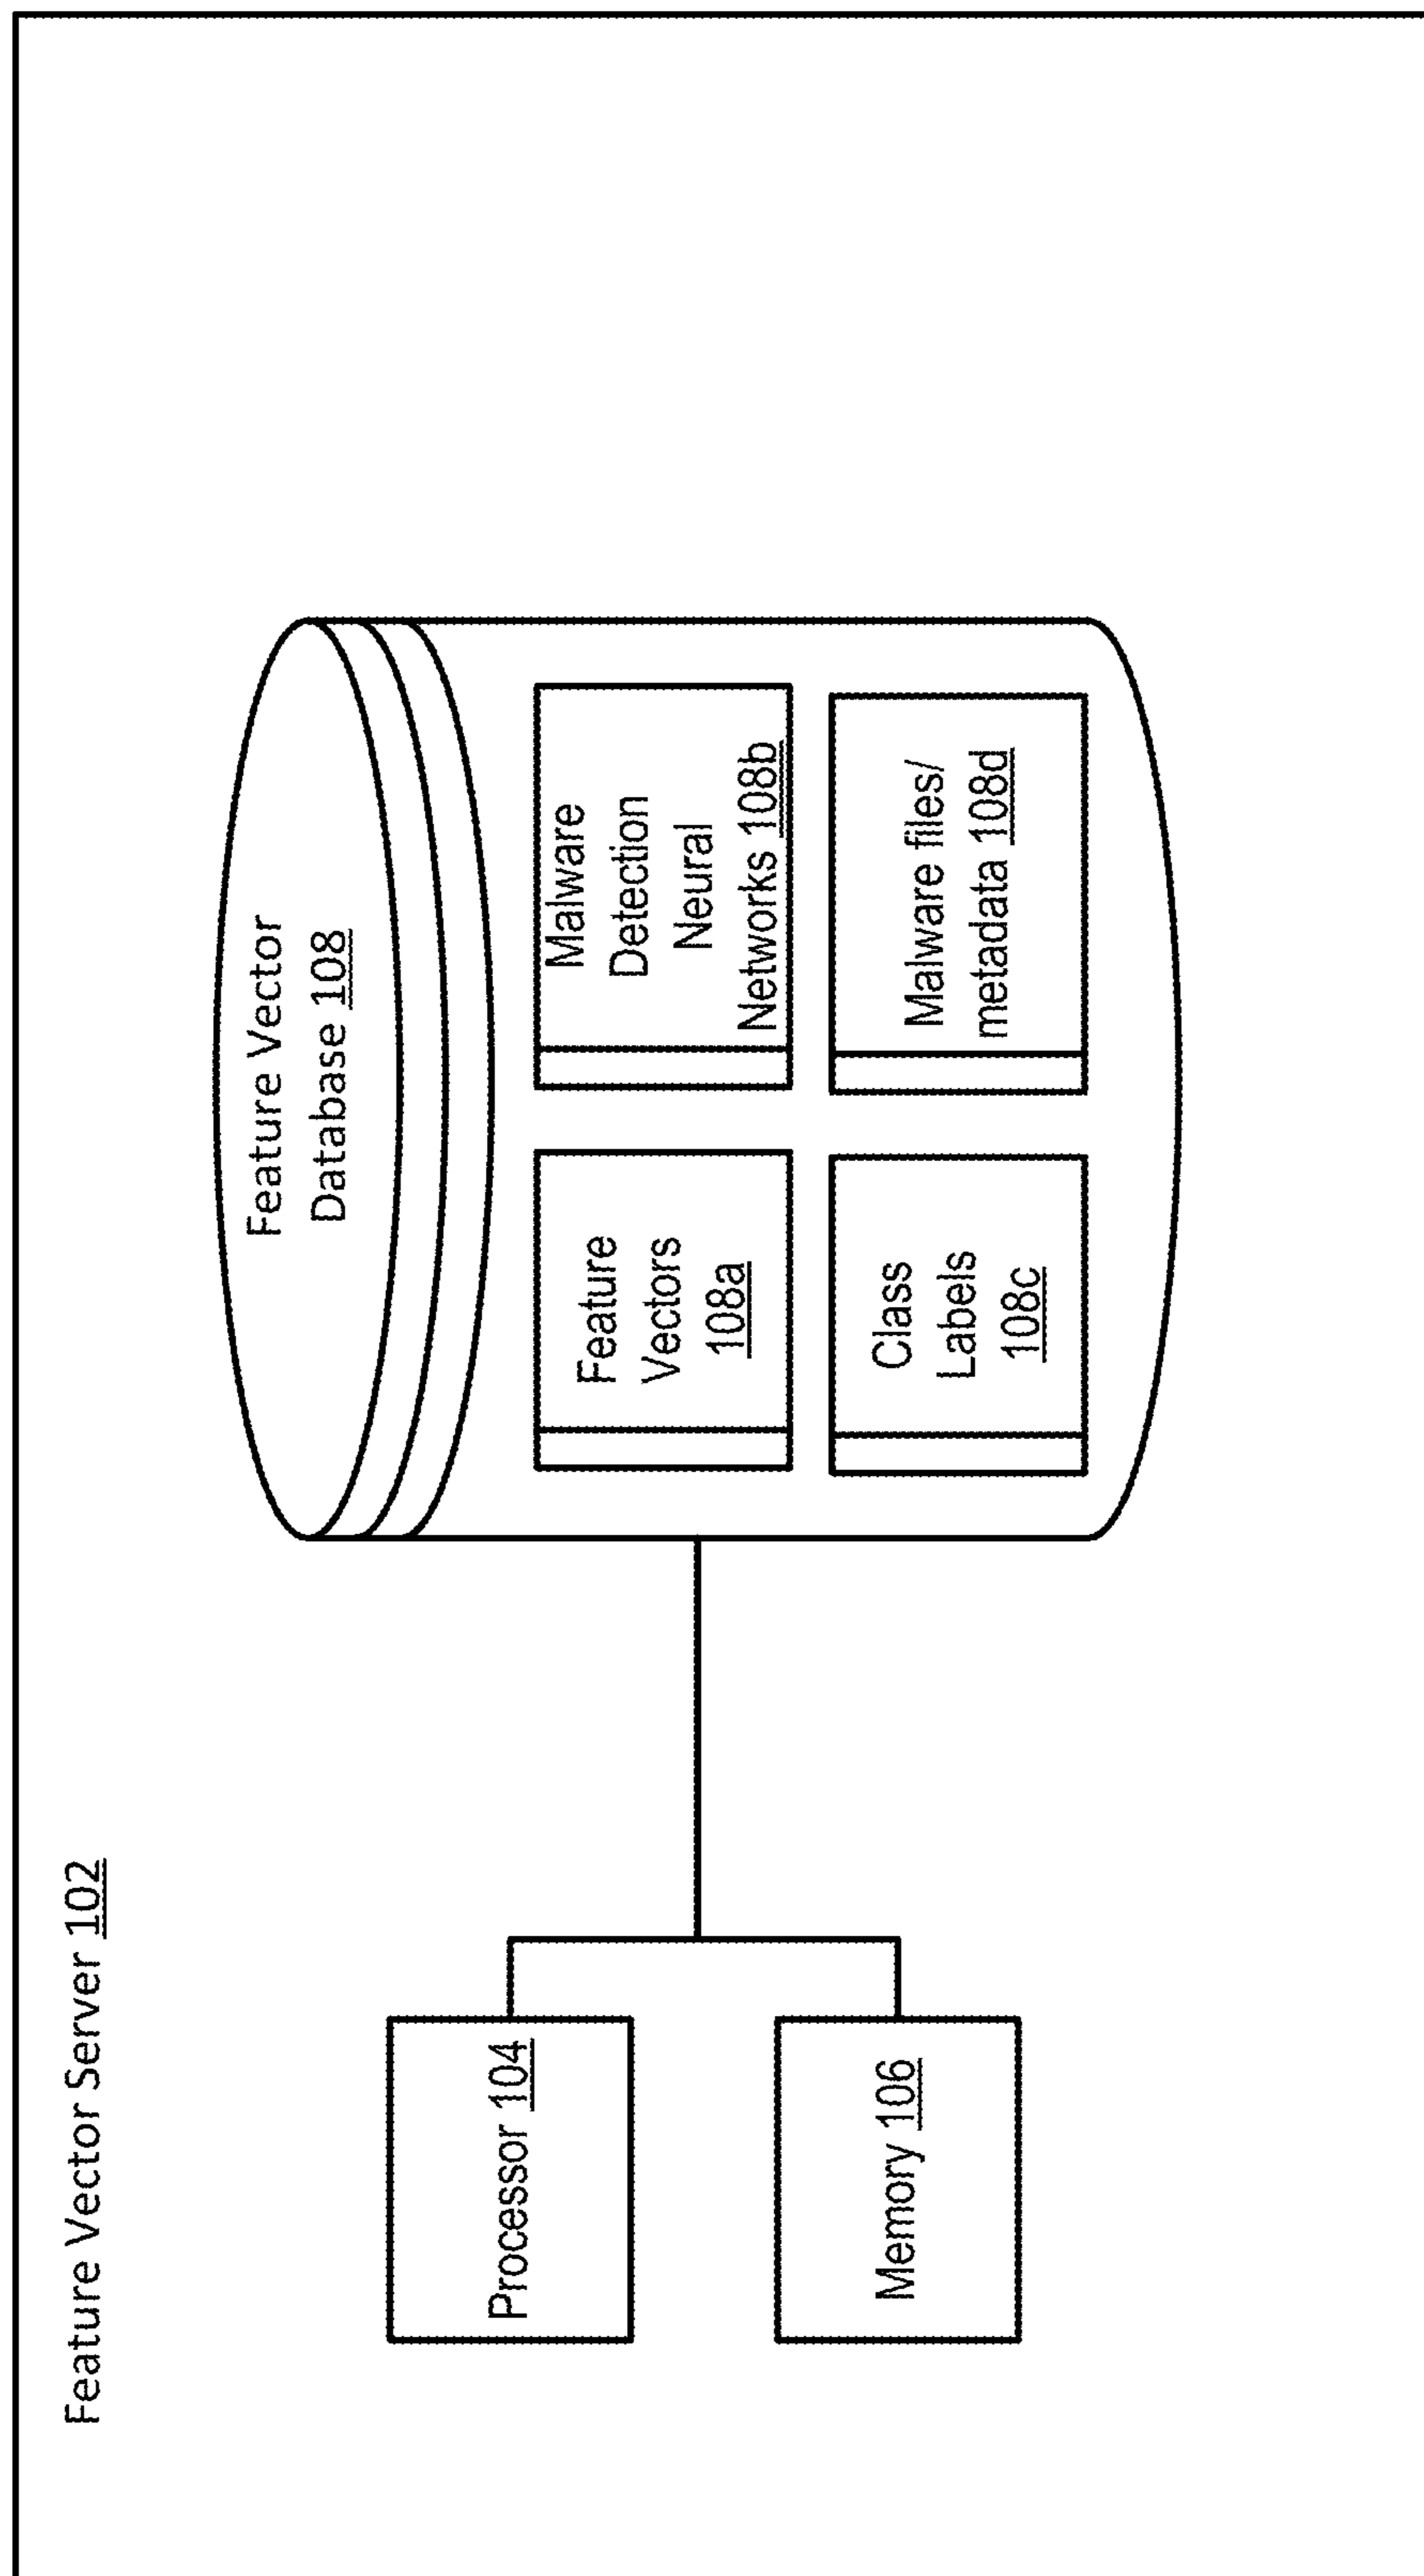 Feature Vector Server 102
Processor 104
Memory 106
Feature Vector
Database 108
Feature
Vectors
108a
Malware
Detection
Neural
Networks 108b
Class
Labels
108c
Malware files/
metadata 108d